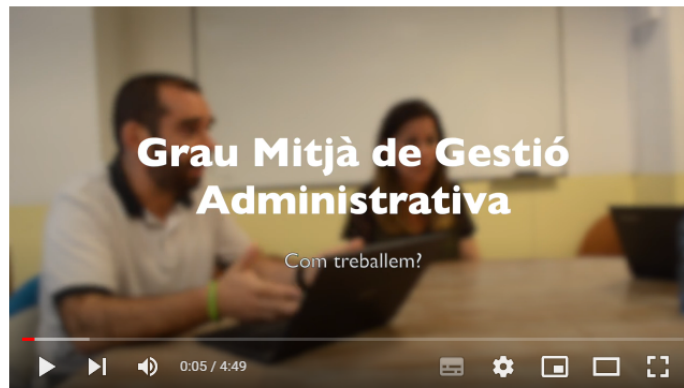 Grau Mitjà de Gestió
Administrativa
Com treballem?
0:05 / 4:49